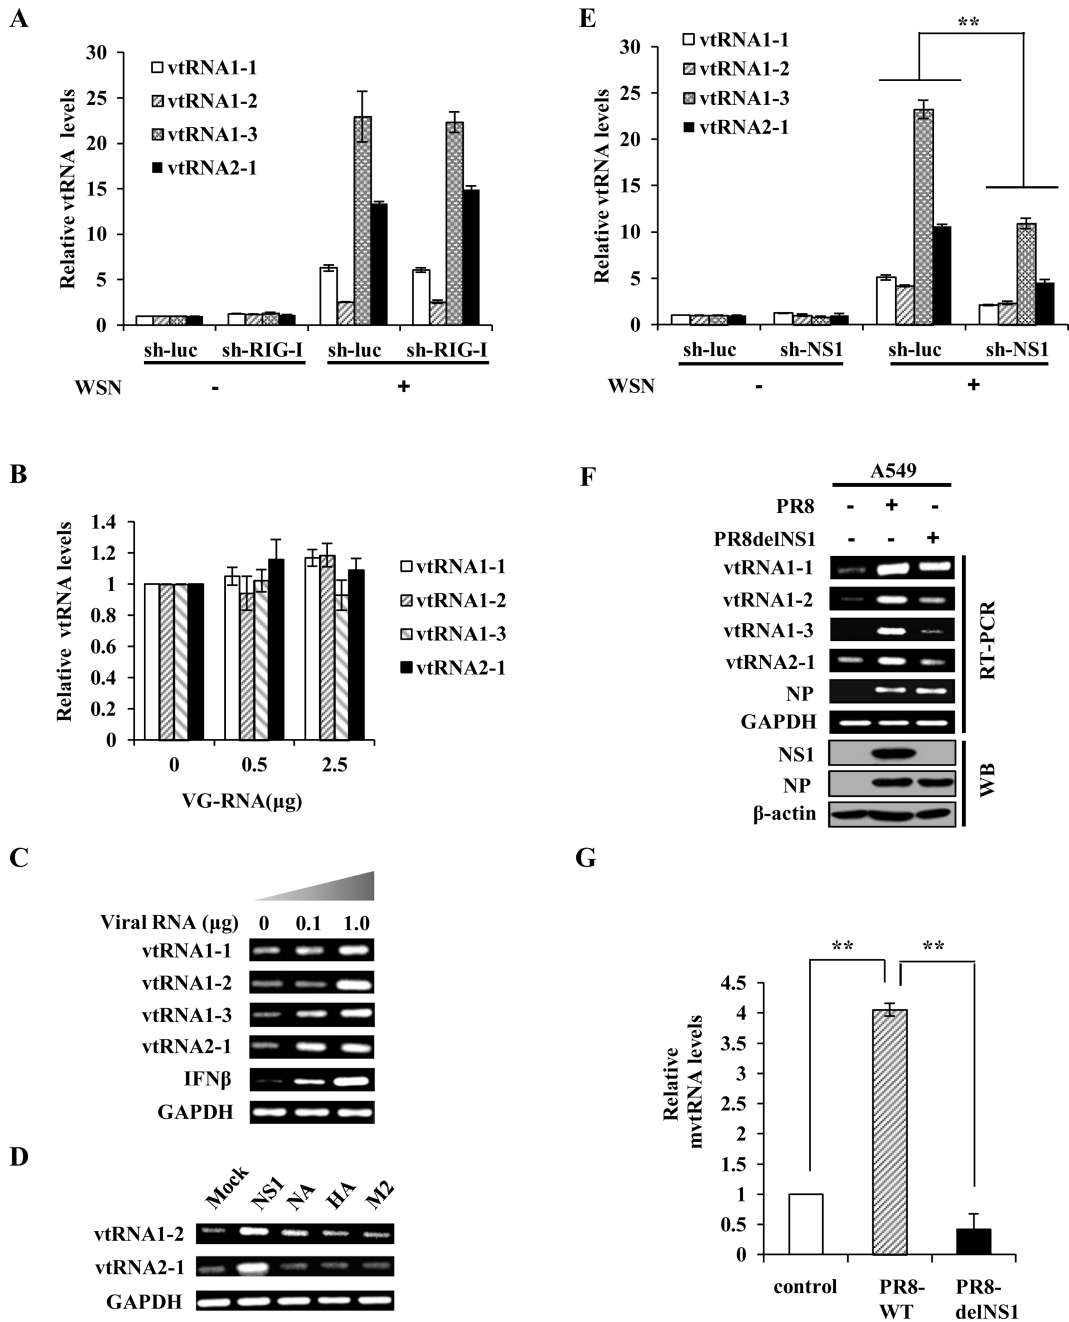 A
30
25
20
15
10
5
0
Relative vtRNA levels
vtRNA1-1
vtRNA1-2
vtRNA1-3
vtRNA2-1
sh-luc sh-RIG-I sh-luc sh-RIG-I
WSN - +
E
**
30
25
20
15
10
5
0
Relative vtRNA levels
vtRNA1-1
vtRNA1-2
vtRNA1-3
vtRNA2-1
sh-luc sh-NS1 sh-luc sh-NS1
WSN - +
B
1.4
1.2
1
0.8
0.6
0.4
0.2
0
Relative vtRNA levels
vtRNA1-1
vtRNA1-2
vtRNA1-3
vtRNA2-1
0 0.5 2.5
VG-RNA(µg)
F
A549
PR8 - + -
PR8delNS1 - - +
vtRNA1-1
vtRNA1-2
vtRNA1-3
vtRNA2-1
NP
GAPDH
RT-PCR
NS1
NP
β-actin
WB
C
Viral RNA (µg) 0 0.1 1.0
vtRNA1-1
vtRNA1-2
vtRNA1-3
vtRNA2-1
IFNβ
GAPDH
D
Mock NS1 NA HA M2
vtRNA1-2
vtRNA2-1
GAPDH
G
** **
4.5
4
3.5
3
2.5
2
1.5
1
0.5
0
Relative
mvtRNA levels
control PR8- PR8-
WT delNS1